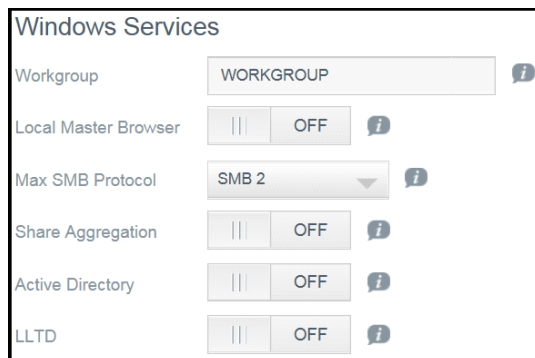 Windows Services
Workgroup WORKGROUP i
Local Master Browser OFF i
Max SMB Protocol SMB 2 i
Share Aggregation OFF i
Active Directory OFF i
LLTD OFF i